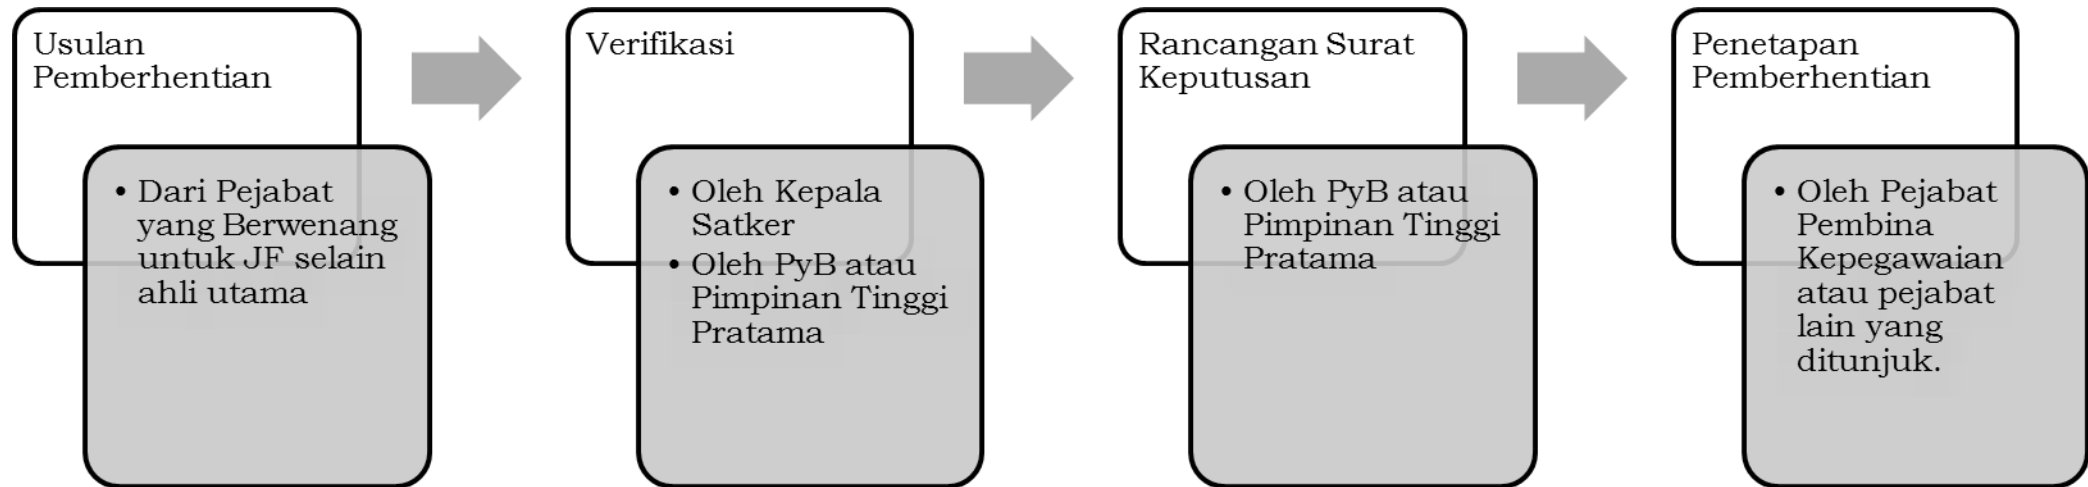 Usulan
Pemberhentian
• Dari Pejabat
yang Berwenang
untuk JF selain
ahli utama
Verifikasi
• Oleh Kepala
Satker
• Oleh PyB atau
Pimpinan Tinggi
Pratama
Rancangan Surat
Keputusan
• Oleh PyB atau
Pimpinan Tinggi
Pratama
Penetapan
Pemberhentian
• Oleh Pejabat
Pembina
Kepegawaian
atau pejabat
lain yang
ditunjuk.